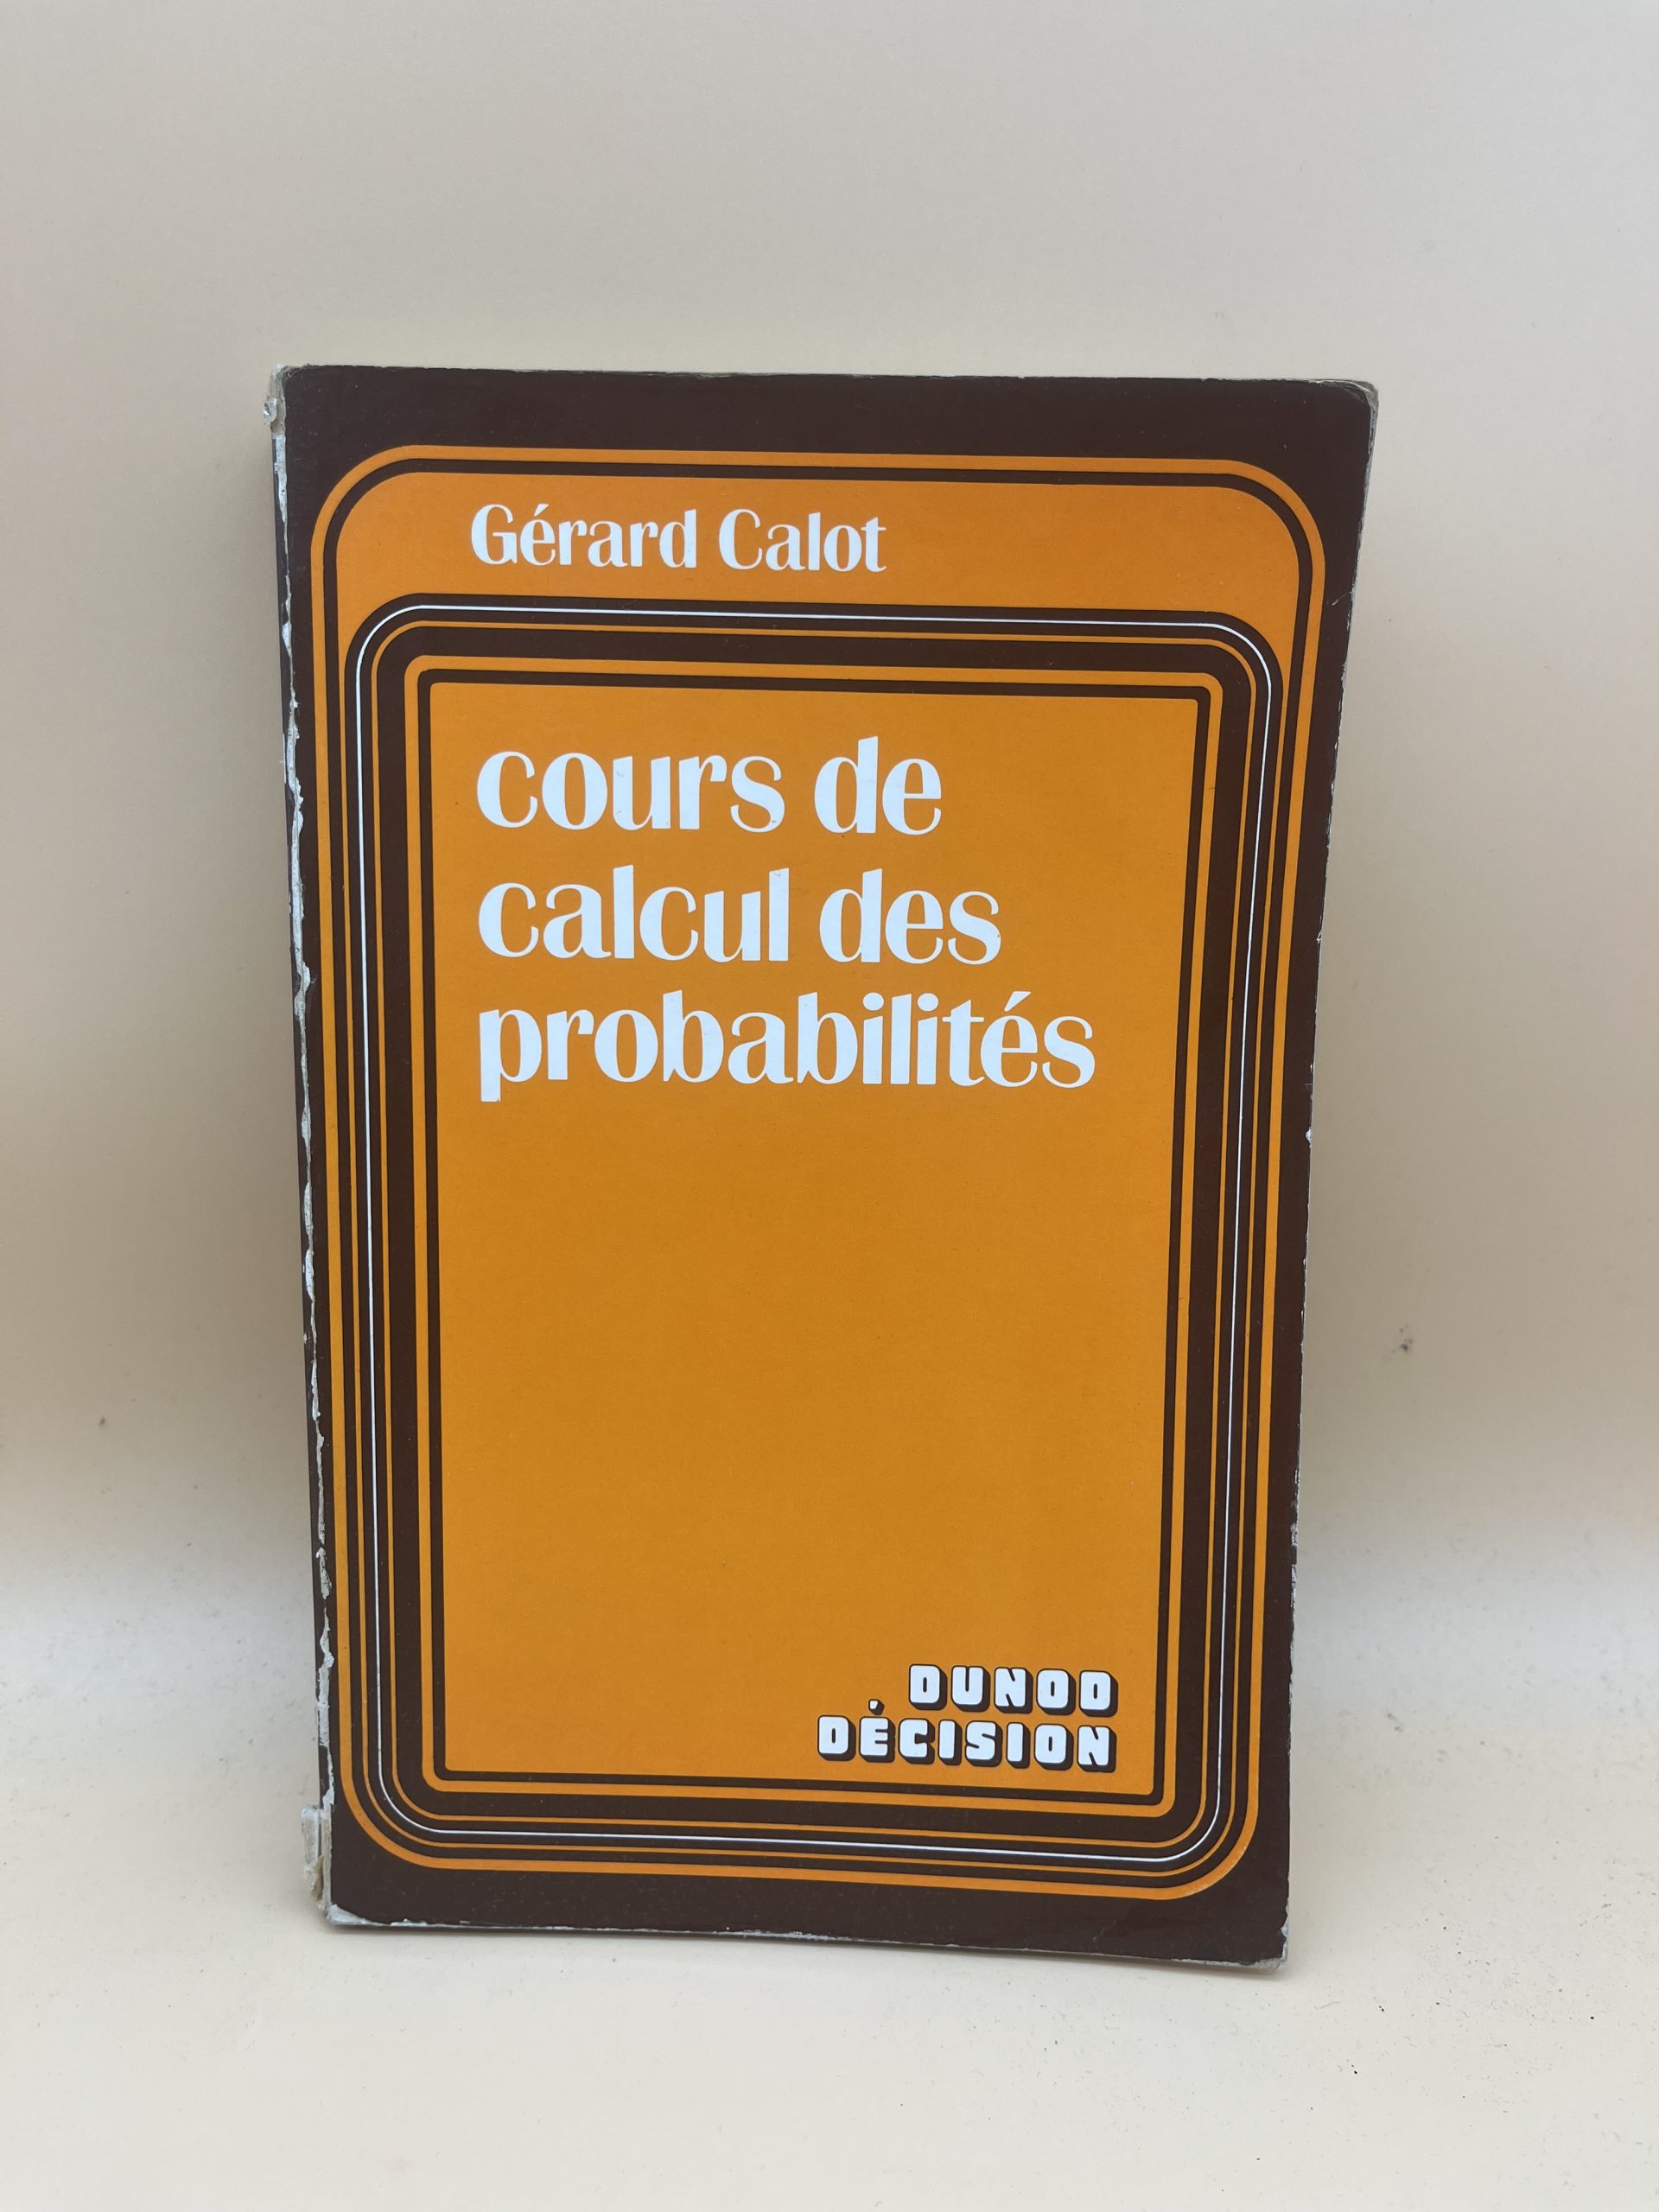 Gérard Calot
cours de
calcul des
probabilités
DUNOD
DÉCISION